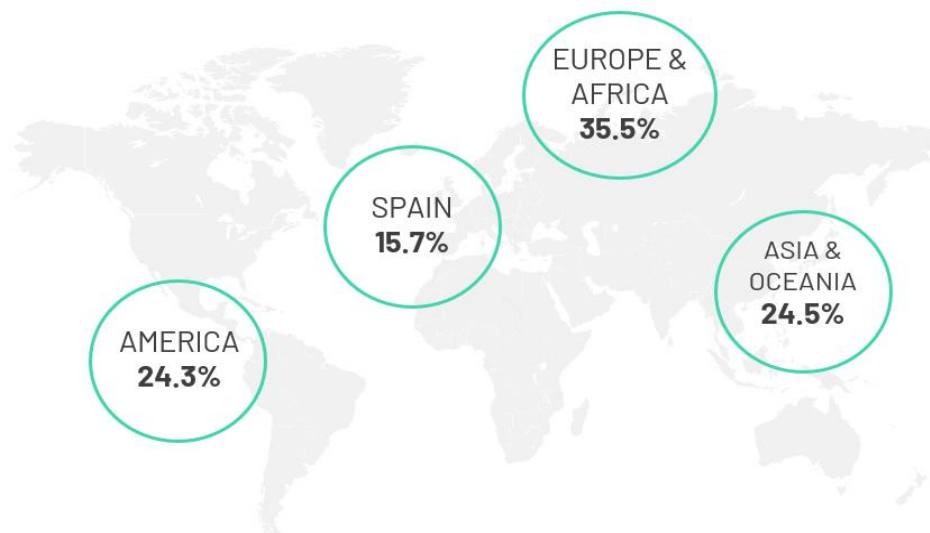 EUROPE &
AFRICA
35.5%
SPAIN
15.7%
ASIA &
OCEANIA
24.5%
AMERICA
24.3%